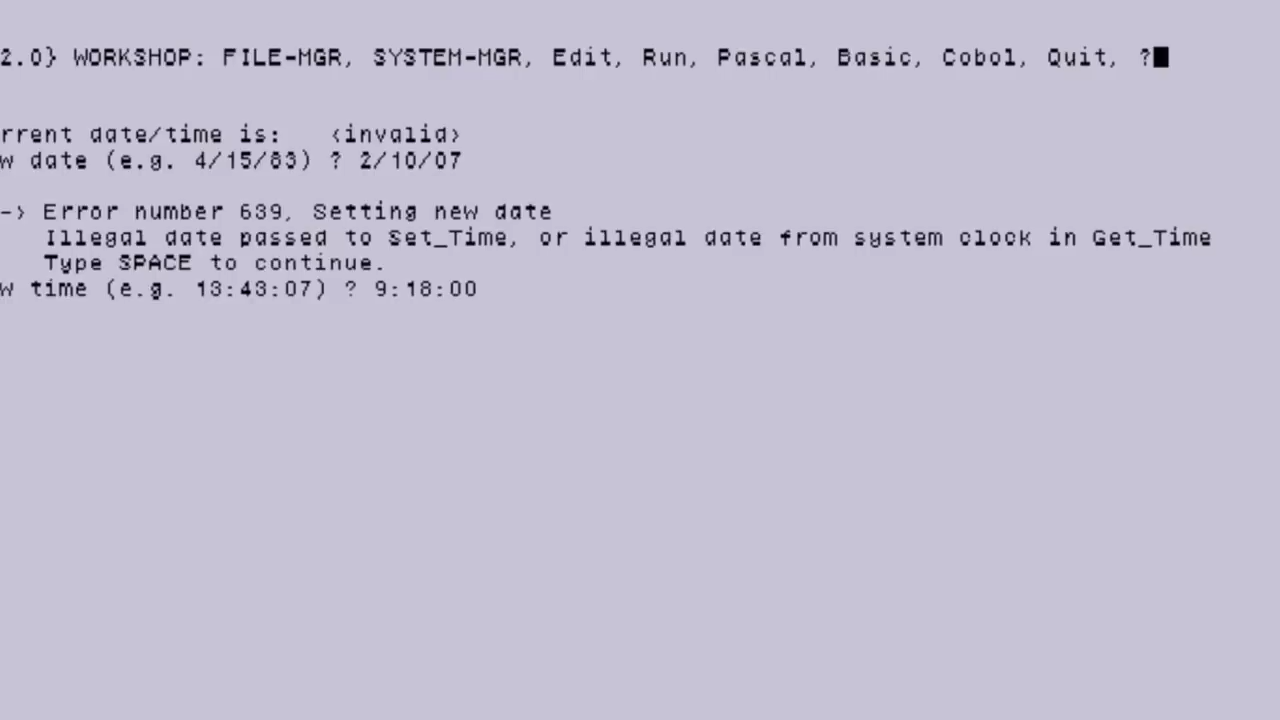 2.0} WORKSHOP: FILE-MGR, SYSTEM-MGR, Edit, Run, Pascal, Basic, Cobol, Quit, ?
rrent date/time is: <invalid>
w date (e.g. 4/15/83) ? 2/10/07
-> Error number 639, Setting new date
Illegal date passed to Set_Time, or illegal date from system clock in Get_Time
Type SPACE to continue.
w time (e.g. 13:43:07) ? 9:18:00